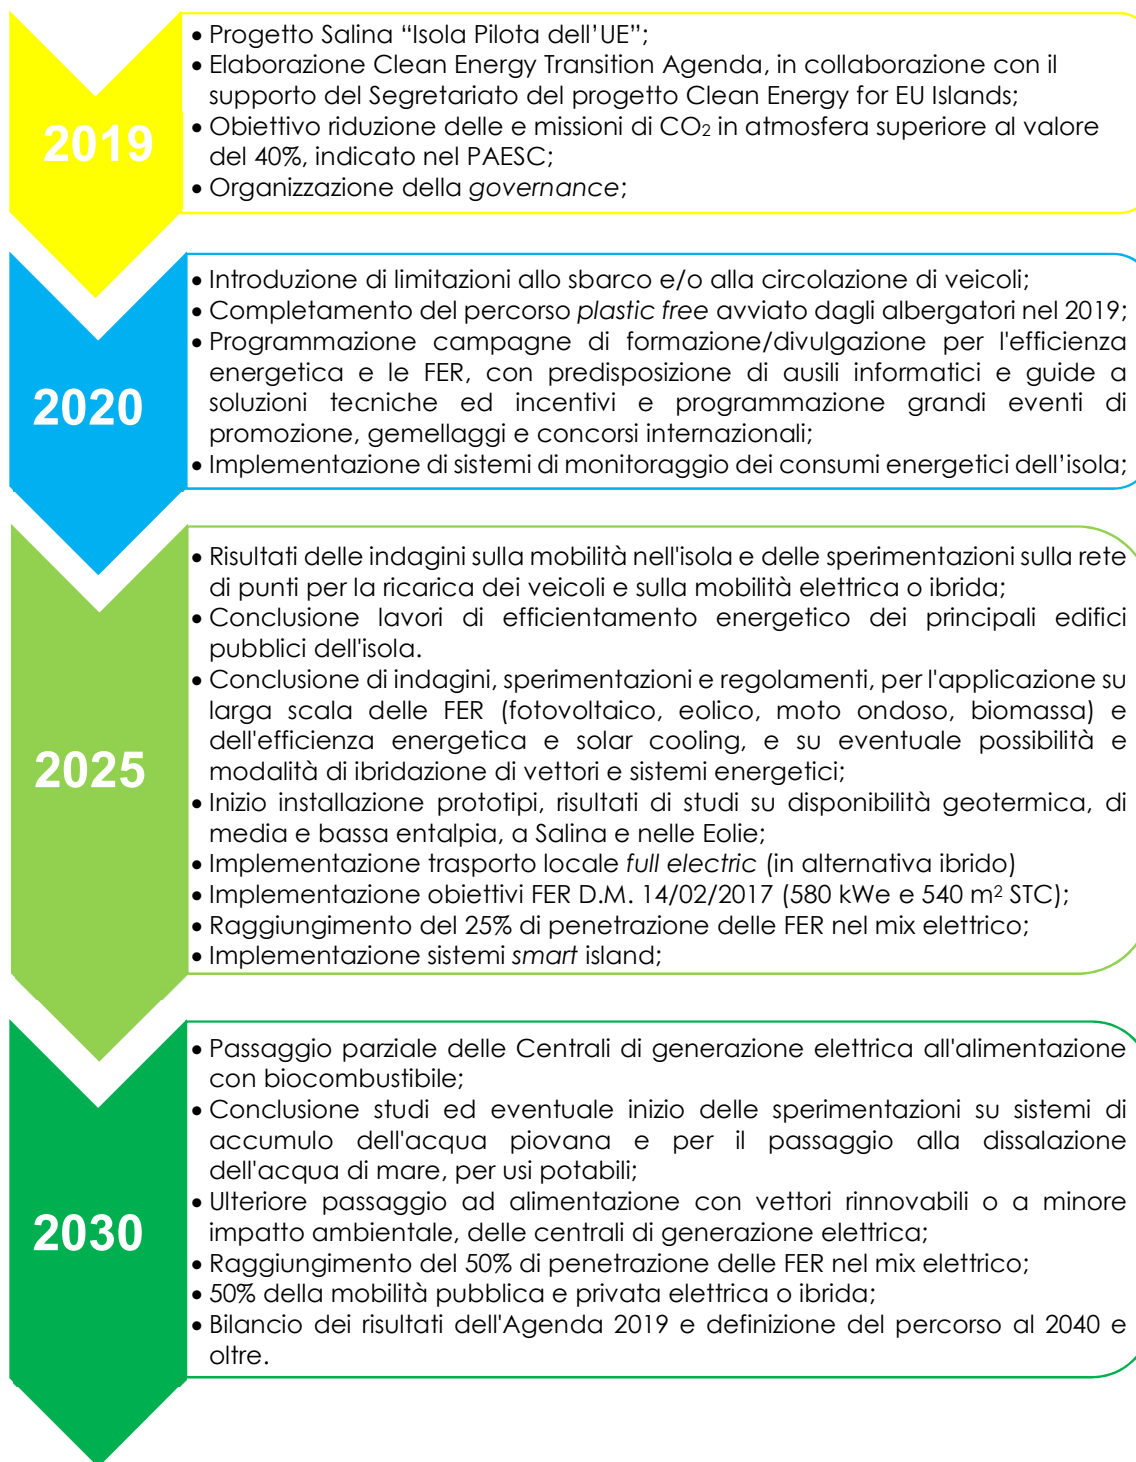 2019
• Progetto Salina “Isola Pilota dell’UE”;
• Elaborazione Clean Energy Transition Agenda, in collaborazione con il
supporto del Segretariato del progetto Clean Energy for EU Islands;
• Obiettivo riduzione delle e missioni di CO2 in atmosfera superiore al valore
del 40%, indicato nel PAESC;
• Organizzazione della governance;
2020
• Introduzione di limitazioni allo sbarco e/o alla circolazione di veicoli;
• Completamento del percorso plastic free avviato dagli albergatori nel 2019;
• Programmazione campagne di formazione/divulgazione per l'efficienza
energetica e le FER, con predisposizione di ausili informatici e guide a
soluzioni tecniche ed incentivi e programmazione grandi eventi di
promozione, gemellaggi e concorsi internazionali;
• Implementazione di sistemi di monitoraggio dei consumi energetici dell’isola;
2025
• Risultati delle indagini sulla mobilità nell'isola e delle sperimentazioni sulla rete
di punti per la ricarica dei veicoli e sulla mobilità elettrica o ibrida;
• Conclusione lavori di efficientamento energetico dei principali edifici
pubblici dell'isola.
• Conclusione di indagini, sperimentazioni e regolamenti, per l'applicazione su
larga scala delle FER (fotovoltaico, eolico, moto ondoso, biomassa) e
dell'efficienza energetica e solar cooling, e su eventuale possibilità e
modalità di ibridazione di vettori e sistemi energetici;
• Inizio installazione prototipi, risultati di studi su disponibilità geotermica, di
media e bassa entalpia, a Salina e nelle Eolie;
• Implementazione trasporto locale full electric (in alternativa ibrido)
• Implementazione obiettivi FER D.M. 14/02/2017 (580 kWe e 540 m2 STC);
• Raggiungimento del 25% di penetrazione delle FER nel mix elettrico;
• Implementazione sistemi smart island;
2030
• Passaggio parziale delle Centrali di generazione elettrica all'alimentazione
con biocombustibile;
• Conclusione studi ed eventuale inizio delle sperimentazioni su sistemi di
accumulo dell'acqua piovana e per il passaggio alla dissalazione
dell'acqua di mare, per usi potabili;
• Ulteriore passaggio ad alimentazione con vettori rinnovabili o a minore
impatto ambientale, delle centrali di generazione elettrica;
• Raggiungimento del 50% di penetrazione delle FER nel mix elettrico;
• 50% della mobilità pubblica e privata elettrica o ibrida;
• Bilancio dei risultati dell'Agenda 2019 e definizione del percorso al 2040 e
oltre.